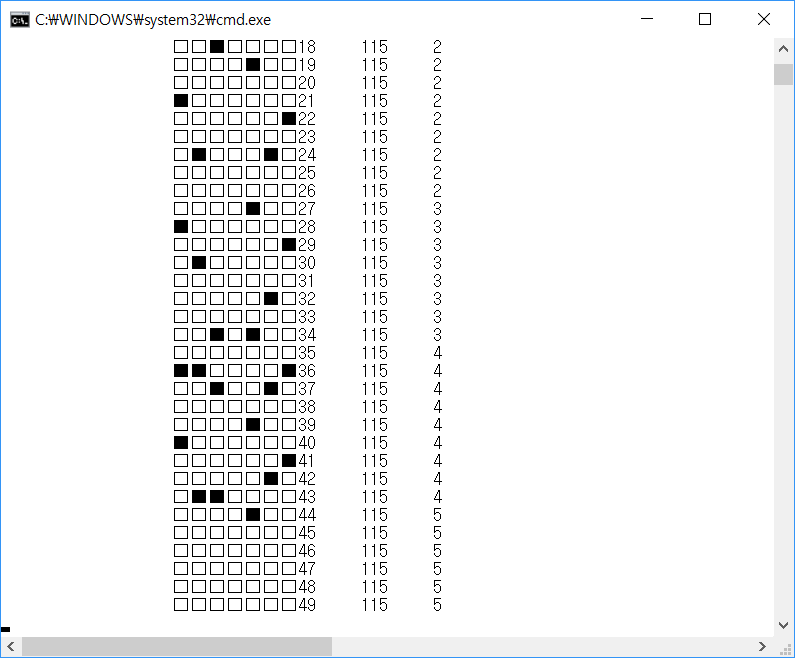 C:₩WINDOWS₩system32₩cmd.exe
□□■□□□□18 115 2
□□□□■□□19 115 2
□□□□□□□20 115 2
■□□□□□□21 115 2
□□□□□□■22 115 2
□□□□□□□23 115 2
□■□□□■□24 115 2
□□□□□□□25 115 2
□□□□□□□26 115 2
□□□□■□□27 115 3
■□□□□□□28 115 3
□□□□□□■29 115 3
□■□□□□□30 115 3
□□□□□□□31 115 3
□□□□□■□32 115 3
□□□□□□□33 115 3
□□■□■□□34 115 3
□□□□□□□35 115 4
■■□□□□■36 115 4
□□■□□■□37 115 4
□□□□□□□38 115 4
□□□□■□□39 115 4
■□□□□□□40 115 4
□□□□□□■41 115 4
□□□□□■□42 115 4
□■■□□□□43 115 4
□□□□■□□44 115 5
□□□□□□□45 115 5
□□□□□□□46 115 5
□□□□□□□47 115 5
□□□□□□□48 115 5
□□□□□□□49 115 5